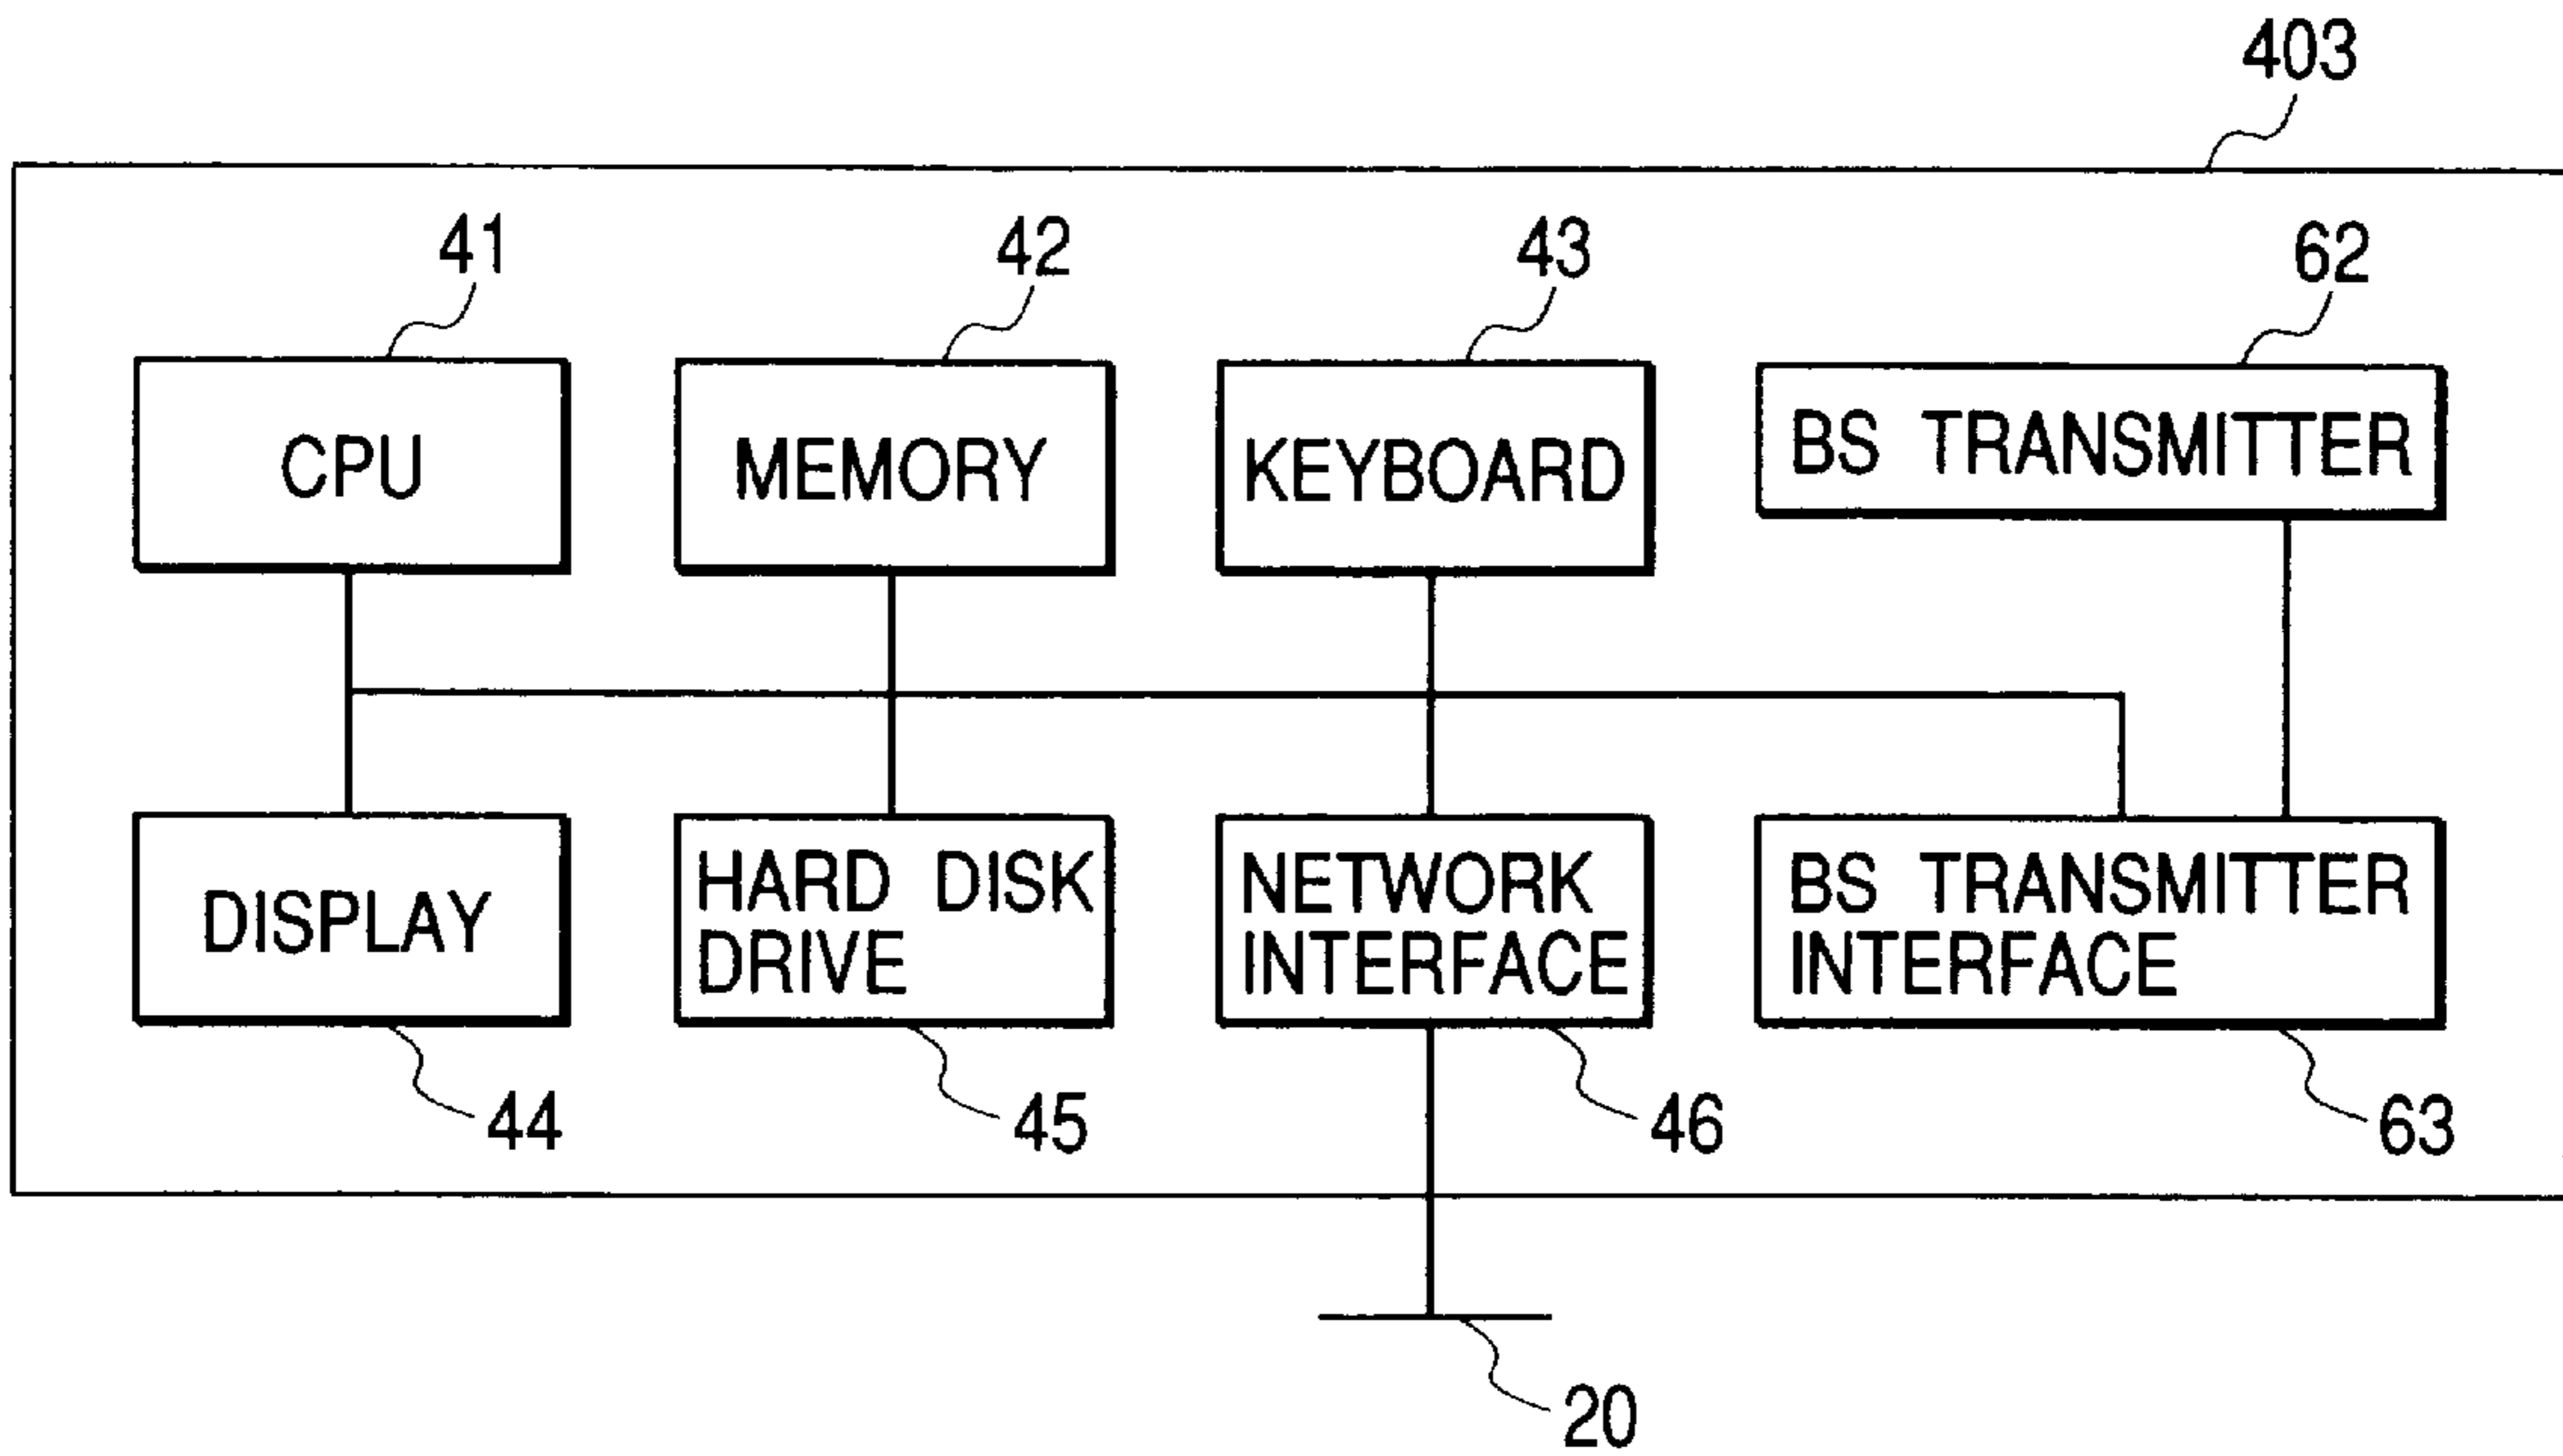 403
41
42
43
62
CPU
MEMORY
KEYBOARD
BS TRANSMITTER
DISPLAY
HARD DISK
DRIVE
NETWORK
INTERFACE
BS TRANSMITTER
INTERFACE
44
45
46
63
20